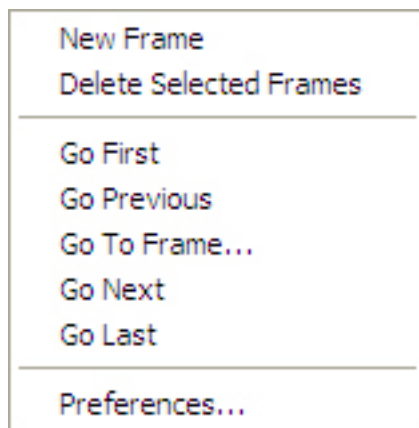 New Frame
Delete Selected Frames
Go First
Go Previous
Go To Frame...
Go Next
Go Last
Preferences...